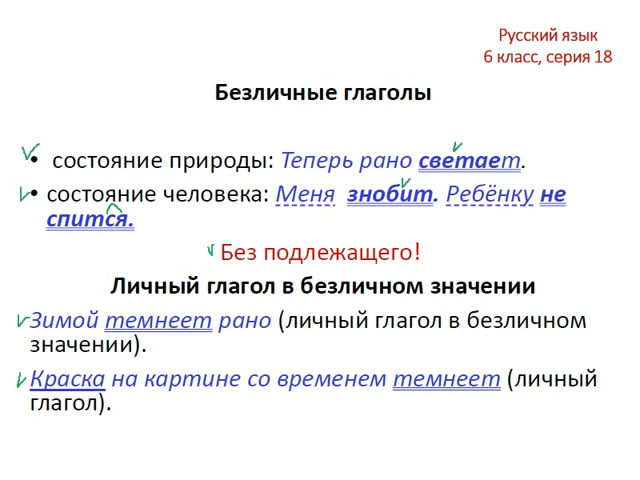 Русский язык
6 класс, серия 18
Безличные глаголы
• состояние природы: Теперь рано светает.
• состояние человека: Меня знобит. Ребёнку не
спится.
Без подлежащего!
Личный глагол в безличном значении
Зимой темнеет рано (личный глагол в безличном
значении).
Краска на картине со временем темнеет (личный
глагол).